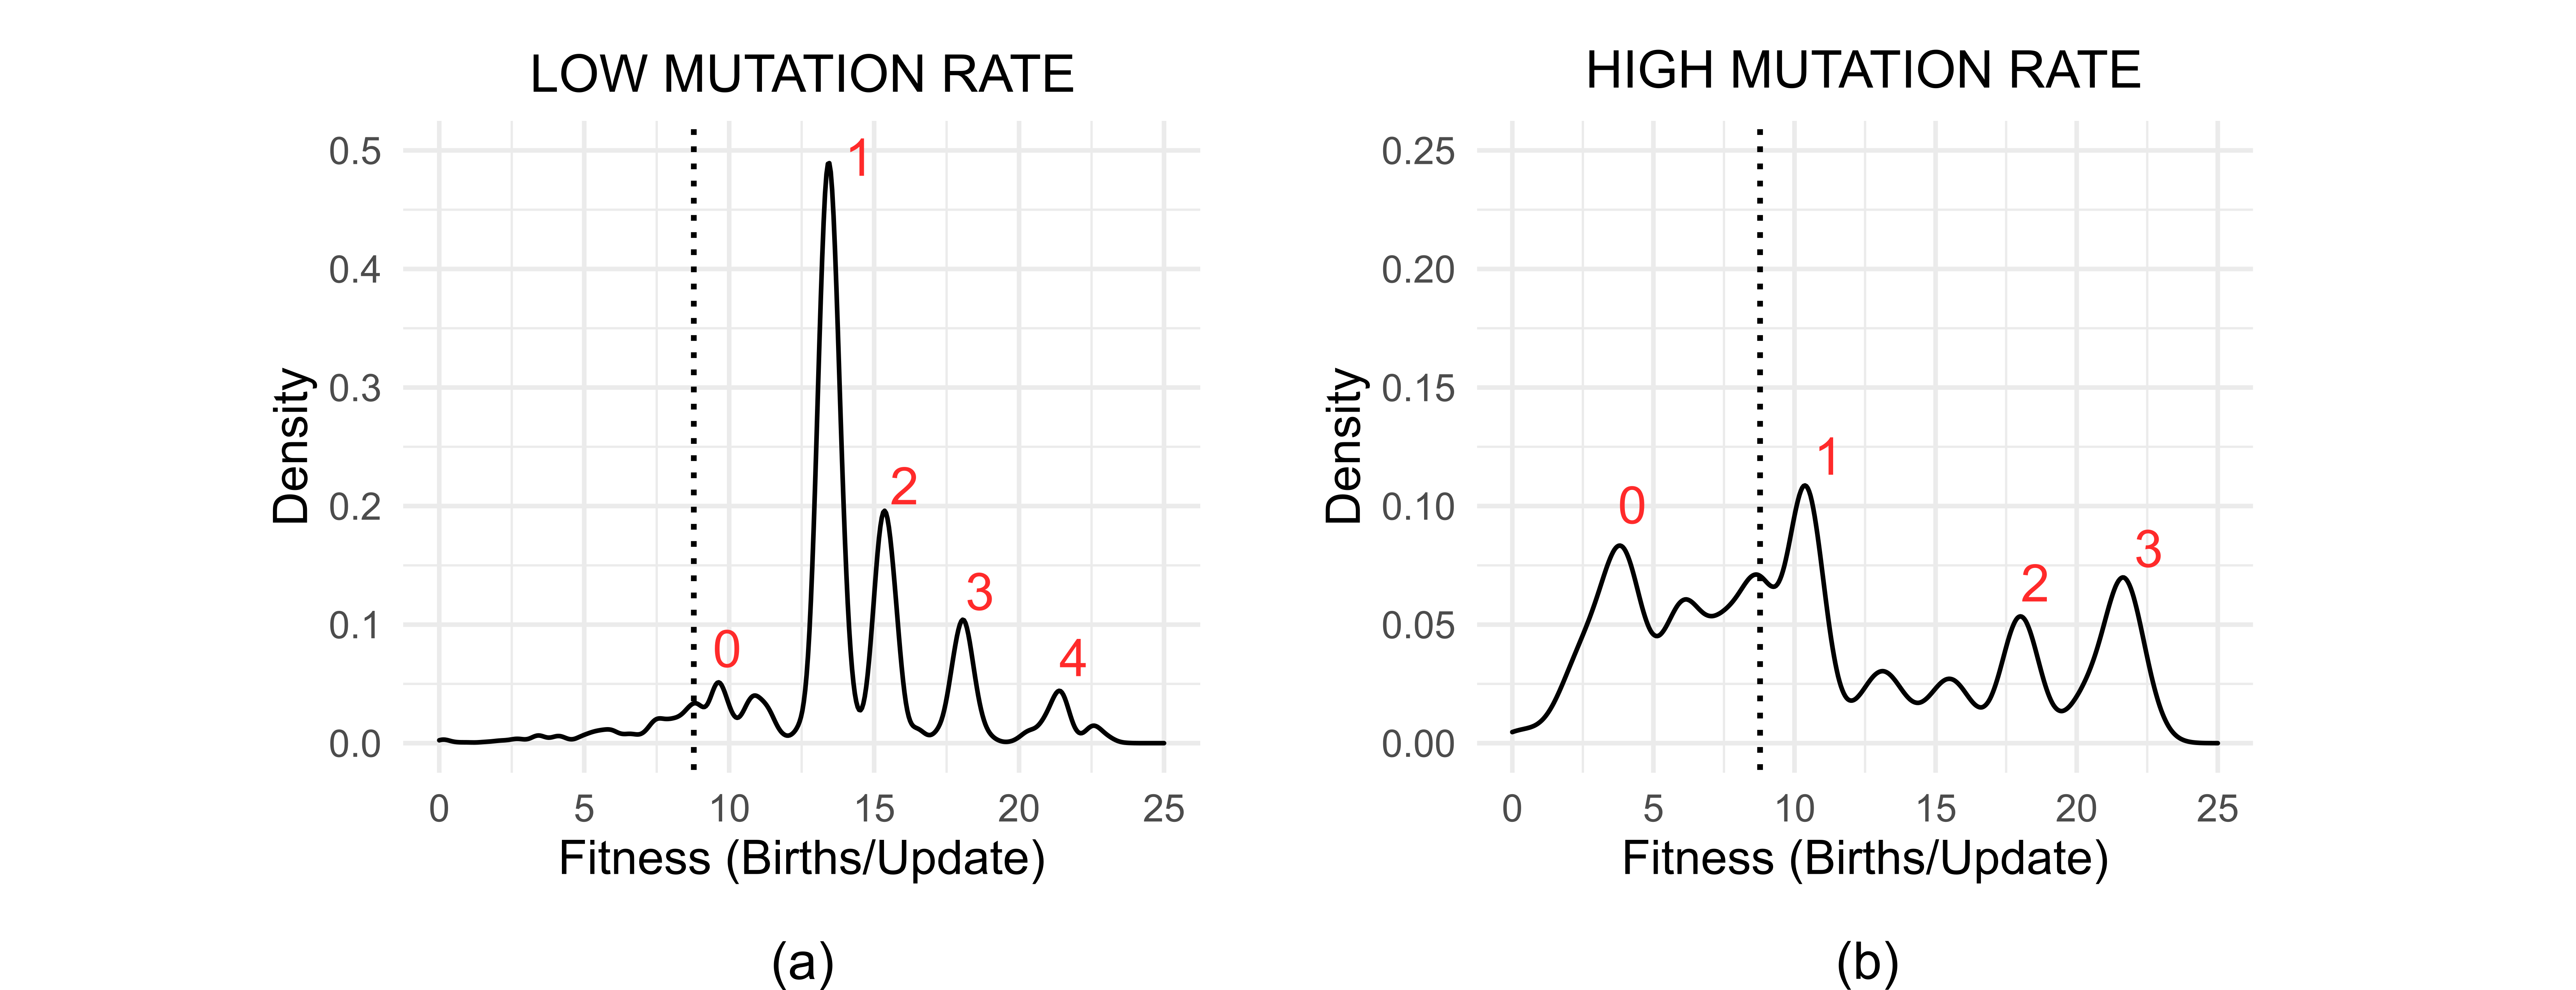 LOW MUTATION RATE
0.5
0.4
0.3
0.2
0.1
0.0
Density
0
1
2
3
4
0 5 10 15 20 25
Fitness (Births/Update)
(a)
HIGH MUTATION RATE
0.25
0.20
0.15
0.10
0.05
0.00
Density
0
1
2
3
0 5 10 15 20 25
Fitness (Births/Update)
(b)